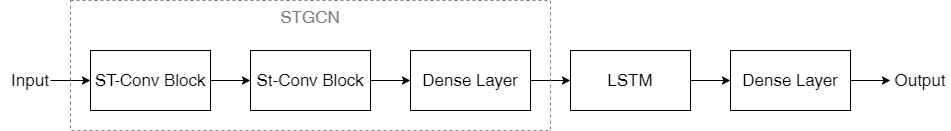 STGCN
Input
ST-Conv Block
St-Conv Block
Dense Layer
LSTM
Dense Layer
Output